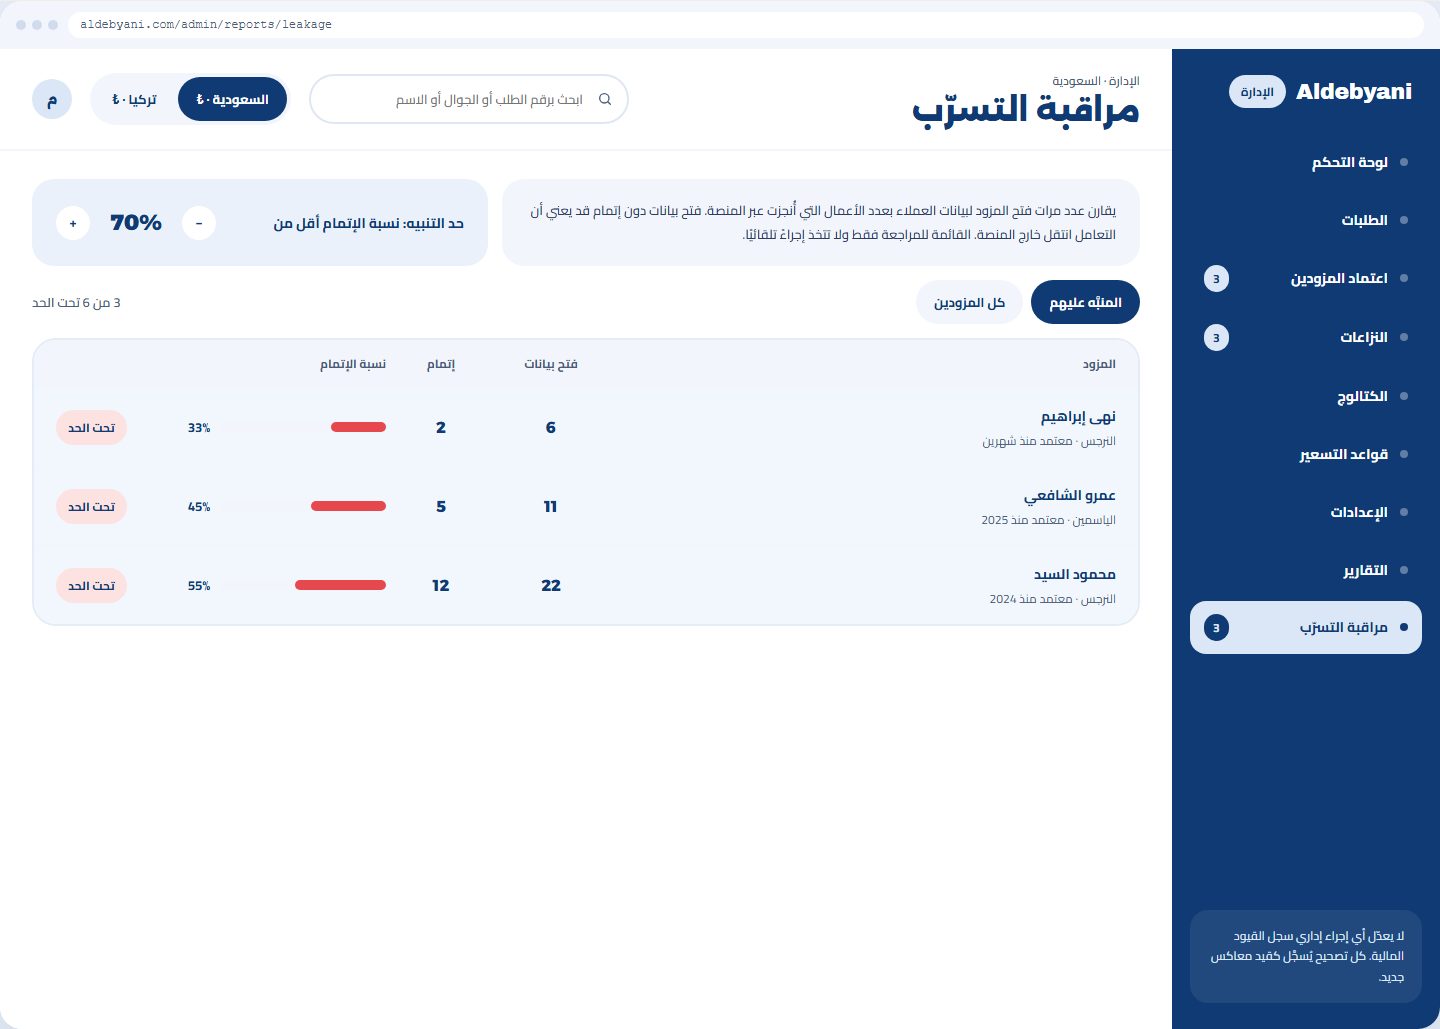 aldebyani.com/admin/reports/leakage
Aldebyani
الإدارة
لوحة التحكم
الطلبات
اعتماد المزودين
3
النزاعات
3
الكتالوج
قواعد التسعير
الإعدادات
التقارير
مراقبة التسرّب
3
لا يعدّل أي إجراء إداري سجل القيود
المالية. كل تصحيح يُسجَّل كقيد معاكس
جديد.
الإدارة · السعودية
مراقبة التسرّب
ابحث برقم الطلب أو الجوال أو الاسم
السعودية · ₺
تركيا · ₺
م
يقارن عدد مرات فتح المزود لبيانات العملاء بعدد الأعمال التي أُنجزت عبر المنصة. فتح بيانات دون إتمام قد يعني أن
التعامل انتقل خارج المنصة. القائمة للمراجعة فقط ولا تتخذ إجراءً تلقائيًا.
حد التنبيه: نسبة الإتمام أقل من
−
70%
+
المنبَّه عليهم
كل المزودين
3 من 6 تحت الحد
المزود
فتح بيانات
إتمام
نسبة الإتمام
نهى إبراهيم
النرجس · معتمد منذ شهرين
6
2
33%
تحت الحد
عمرو الشافعي
الياسمين · معتمد منذ 2025
11
5
45%
تحت الحد
محمود السيد
النرجس · معتمد منذ 2024
22
12
55%
تحت الحد